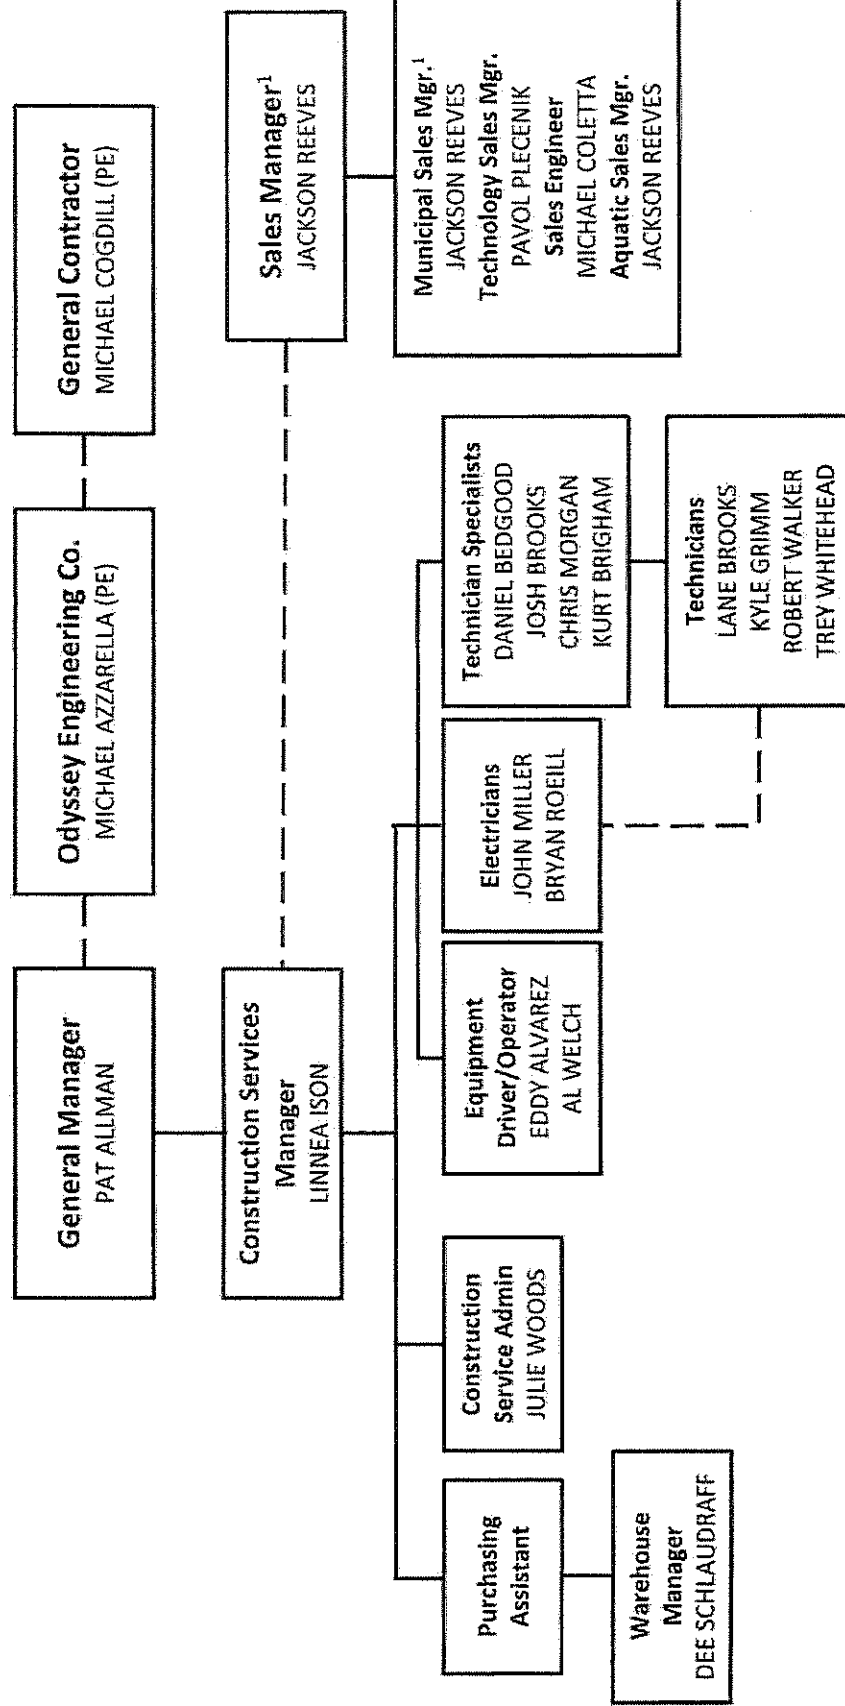 General Manager
PAT ALLMAN
Odyssey Engineering Co.
MICHAEL AZZARELLA (PE)
General Contractor
MICHAEL COGDILL (PE)
Construction Services
Manager
LINNEA ISON
Sales Manager¹
JACKSON REEVES
Purchasing
Assistant
Construction
Service Admin
JULIE WOODS
Equipment
Driver/Operator
EDDY ALVAREZ
AL WELCH
Electricians
JOHN MILLER
BRYAN ROEILL
Technician Specialists
DANIEL BEDGOOD
JOSH BROOKS
CHRIS MORGAN
KURT BRIGHAM
Municipal Sales Mgr.¹
JACKSON REEVES
Technology Sales Mgr.
PAVOL PLECENIK
Sales Engineer
MICHAEL COLETTA
Aquatic Sales Mgr.
JACKSON REEVES
Warehouse
Manager
DEE SCHLAUDRAFF
Technicians
LANE BROOKS
KYLE GRIMM
ROBERT WALKER
TREY WHITEHEAD